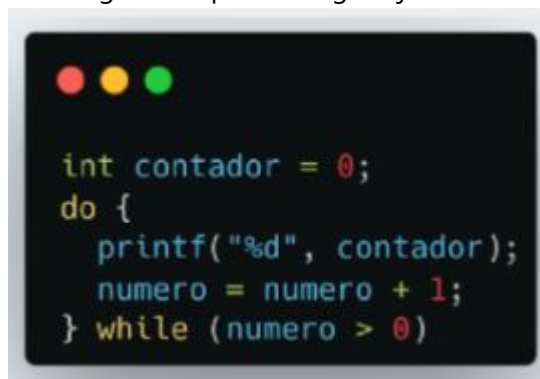 int contador = 0;
do {
  printf("%d", contador);
  numero = numero + 1;
} while (numero > 0)